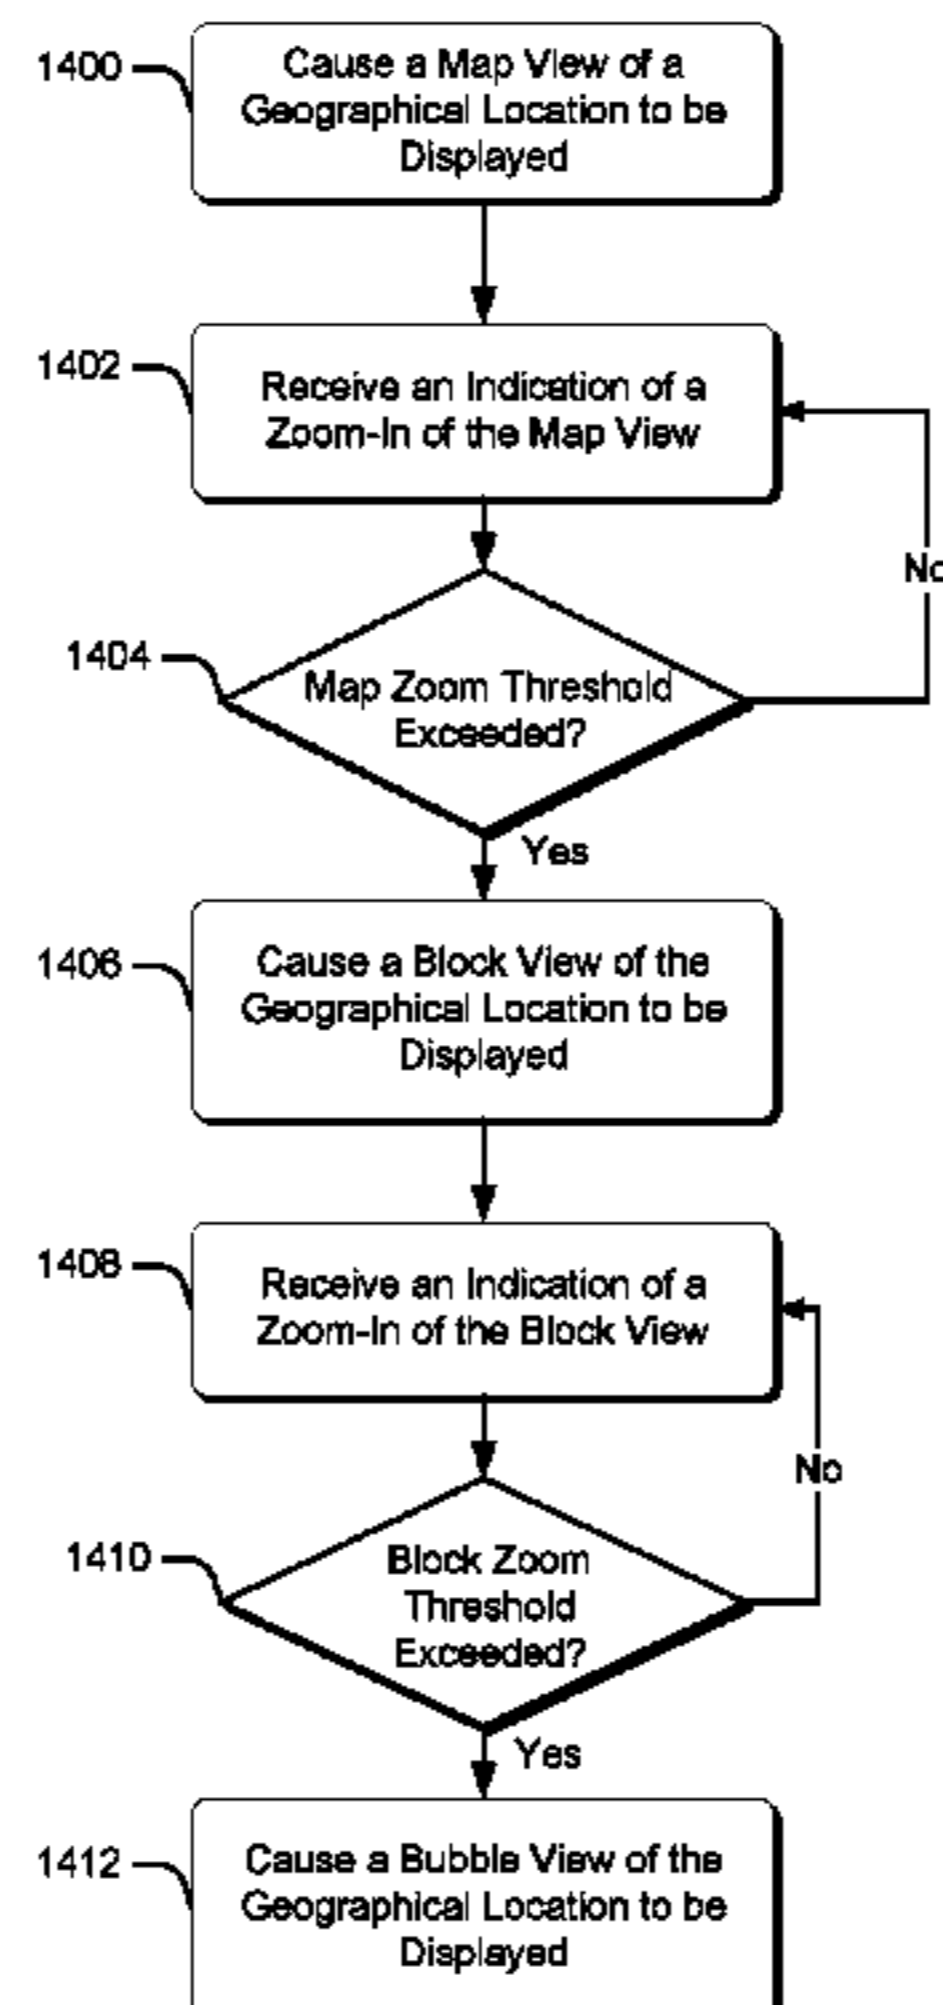 1400
Cause a Map View of a
Geographical Location to be
Displayed
1402
Receive an Indication of a
Zoom-In of the Map View
No
1404
Map Zoom Threshold
Exceeded?
Yes
1406
Cause a Block View of the
Geographical Location to be
Displayed
1408
Receive an Indication of a
Zoom-In of the Block View
No
1410
Block Zoom
Threshold
Exceeded?
Yes
1412
Cause a Bubble View of the
Geographical Location to be
Displayed